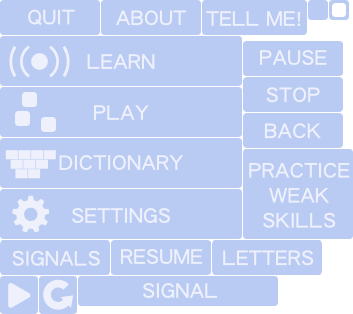 QUIT
ABOUT
TELL ME!
LEARN
PAUSE
PLAY
STOP
BACK
DICTIONARY
PRACTICE
WEAK
SKILLS
SETTINGS
SIGNALS
RESUME
LETTERS
SIGNAL